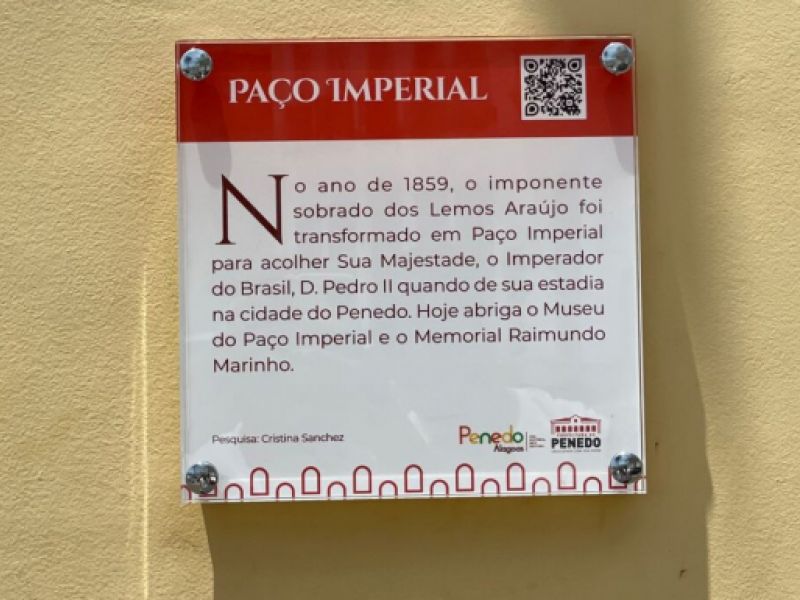 PAÇO IMPERIAL
No ano de 1859, o imponente
sobrado dos Lemos Araújo foi
transformado em Paço Imperial
para acolher Sua Majestade, o Imperador
do Brasil, D. Pedro II quando de sua estadia
na cidade do Penedo. Hoje abriga o Museu
do Paço Imperial e o Memorial Raimundo
Marinho.
Pesquisa: Cristina Sanchez
Penedo
Alagoas
PREFEITURA DE
PENEDO